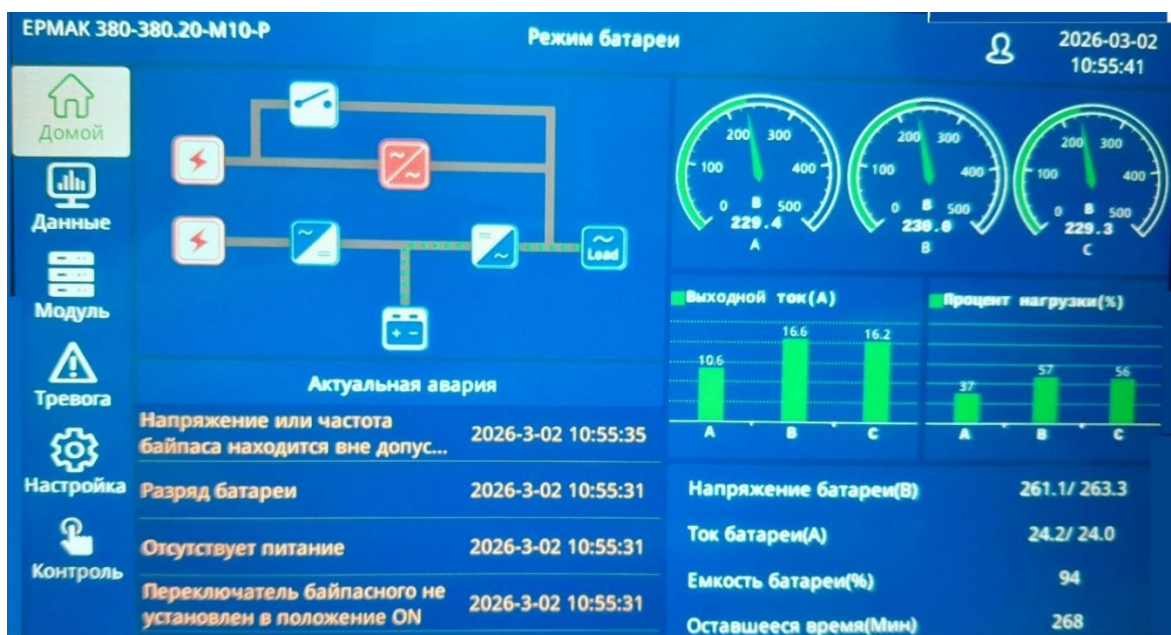 ЕРМАК 380-380.20-M10-P
Режим батареи
2026-03-02
10:55:41
Домой
Данные
Модуль
Тревога
Настройка
Контроль
Load
Актуальная авария
Напряжение или частота
байпаса находится вне допус...
2026-3-02 10:55:35
Разряд батареи
2026-3-02 10:55:31
Отсутствует питание
2026-3-02 10:55:31
Переключатель байпасного не
установлен в положение ON
2026-3-02 10:55:31
0 100 200 300 400 500
В
229.4
A
0 100 200 300 400 500
В
B
0 100 200 300 400 500
В
229.3
C
Выходной ток(A)
10.6 16.6 16.2
A B C
Процент нагрузки(%)
37 57 56
A B C
Напряжение батареи(В) 261.1/ 263.3
Ток батареи(A) 24.2/ 24.0
Емкость батареи(%) 94
Оставшееся время(Мин) 268